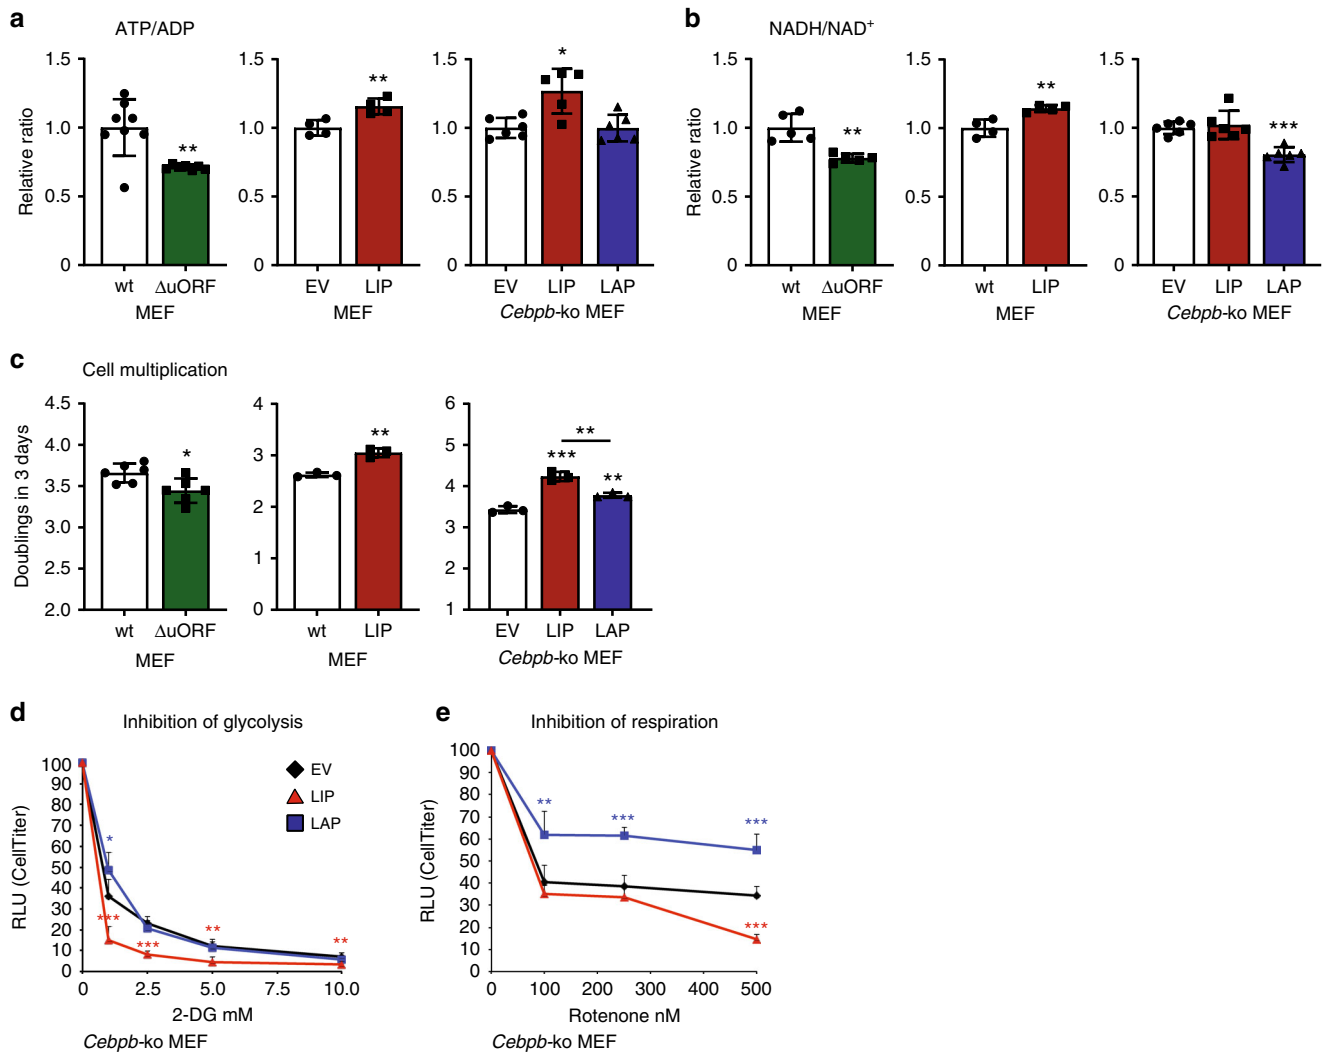 a
ATP/ADP
Relative ratio
1.5
1.0
0.5
0
**
wt ΔuORF
MEF
1.5
1.0
0.5
0
**
EV LIP
MEF
1.5
1.0
0.5
0
*
EV LIP LAP
Cebpb-ko MEF
b
NADH/NAD+
Relative ratio
1.5
1.0
0.5
0
**
wt ΔuORF
MEF
1.5
1.0
0.5
0
**
wt LIP
MEF
1.5
1.0
0.5
0
***
EV LIP LAP
Cebpb-ko MEF
c
Cell multiplication
Doublings in 3 days
4.5
4.0
3.5
3.0
2.5
2.0
*
wt ΔuORF
MEF
4
3
2
1
0
**
wt LIP
MEF
6
5
4
3
2
1
**
***
**
EV LIP LAP
Cebpb-ko MEF
d
Inhibition of glycolysis
RLU (CellTiter)
100
90
80
70
60
50
40
30
20
10
0
EV
LIP
LAP
*
***
***
**
**
0 2.5 5.0 7.5 10.0
2-DG mM
Cebpb-ko MEF
e
Inhibition of respiration
RLU (CellTiter)
100
90
80
70
60
50
40
30
20
10
0
**
***
***
***
0 100 200 300 400 500
Rotenone nM
Cebpb-ko MEF